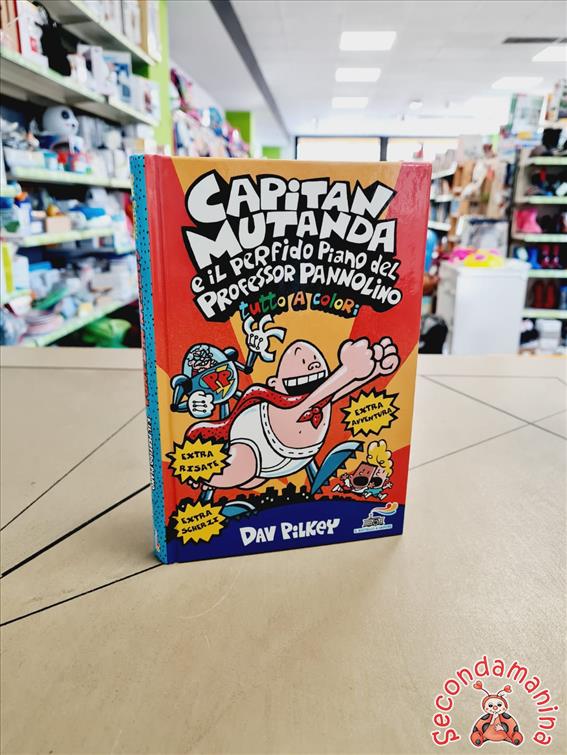 CAPITAN
MUTANDA
e il PERfido Piano del
PROFESSOR PANNOLINO
tutto A colori
PP
EXTRA
AVVENTURA
EXTRA
RISATE
EXTRA
SCHERZI
DAV PILKEY
Secondamanina